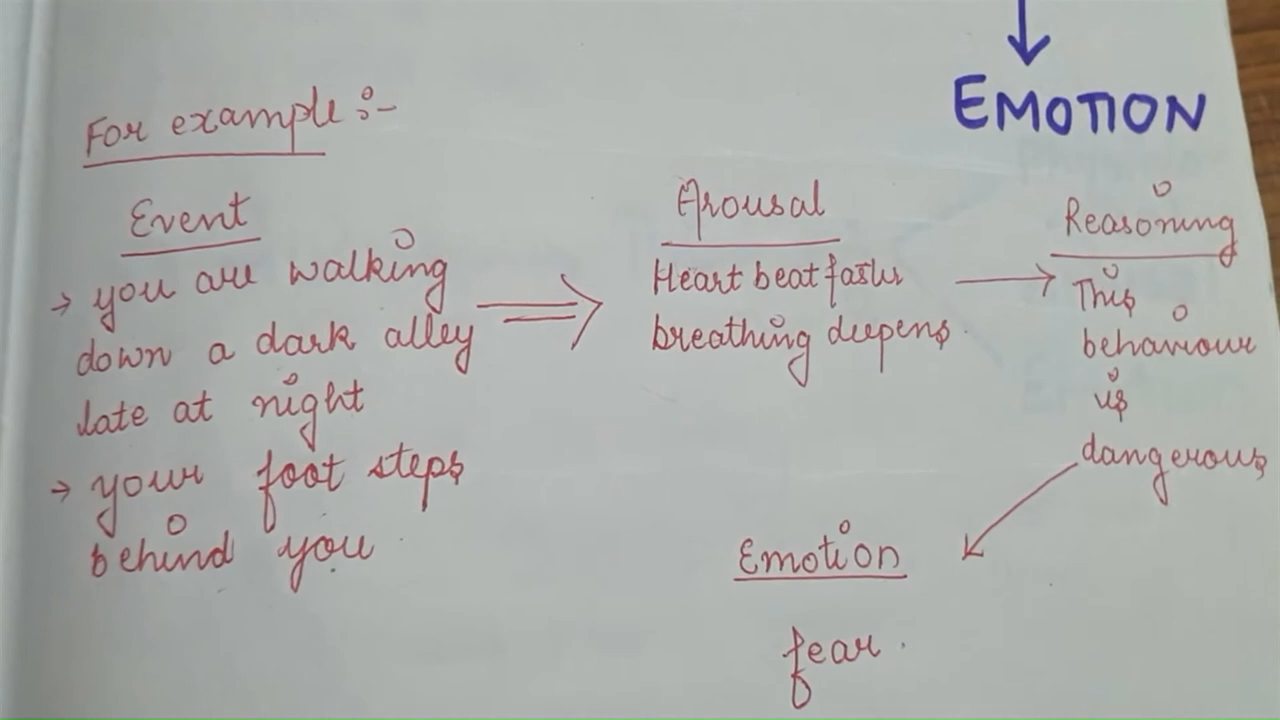 EMOTION
For example :-
Event
→ you are walking
down a dark alley
late at night
→ your foot steps
behind you
Arousal
Heart beat faster
breathing deepens.
Reasoning
This
behaviour
is
dangerous
Emotion
fear.